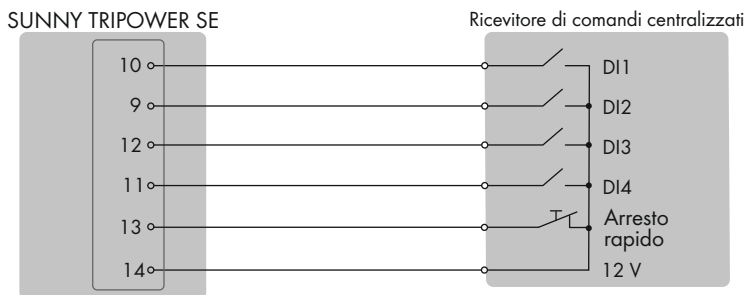 SUNNY TRIPOWER SE
Ricevitore di comandi centralizzati
10
DI1
9
DI2
12
DI3
11
DI4
13
Arresto
rapido
14
12 V